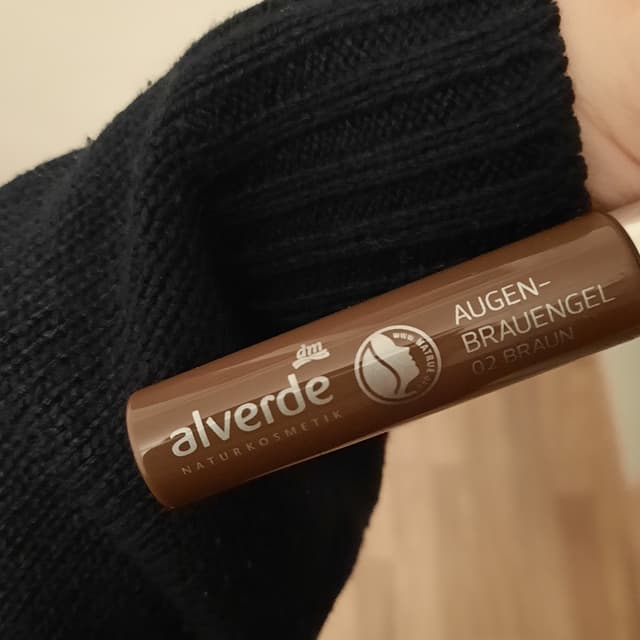 dm
alverde
NATURKOSMETIK
AUGEN-
BRAUENGEL
02 BRAUN